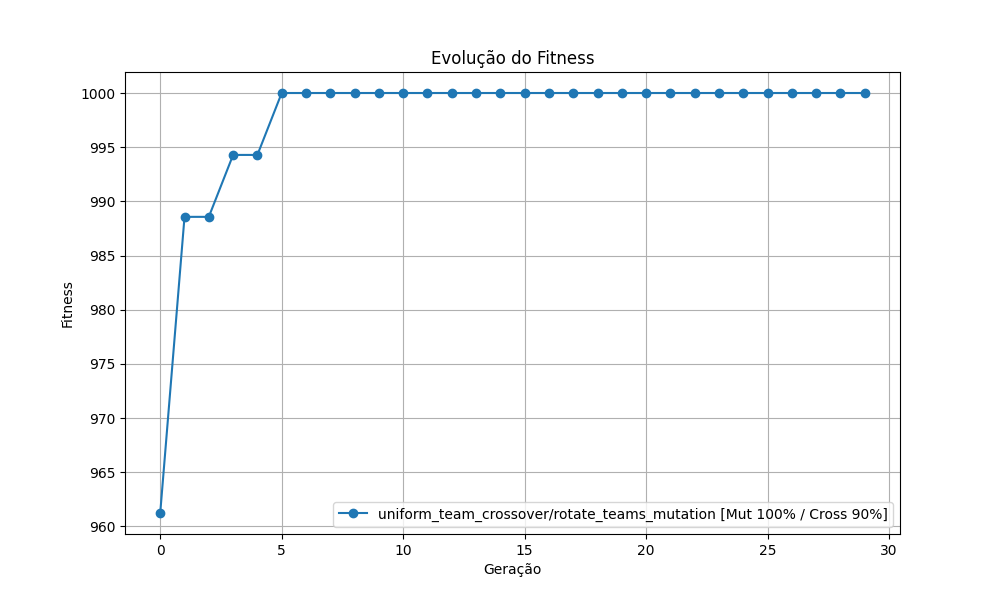 Evolução do Fitness
Fitness
1000
995
990
985
980
975
970
965
960
uniform_team_crossover/rotate_teams_mutation [Mut 100% / Cross 90%]
0 5 10 15 20 25 30
Geração